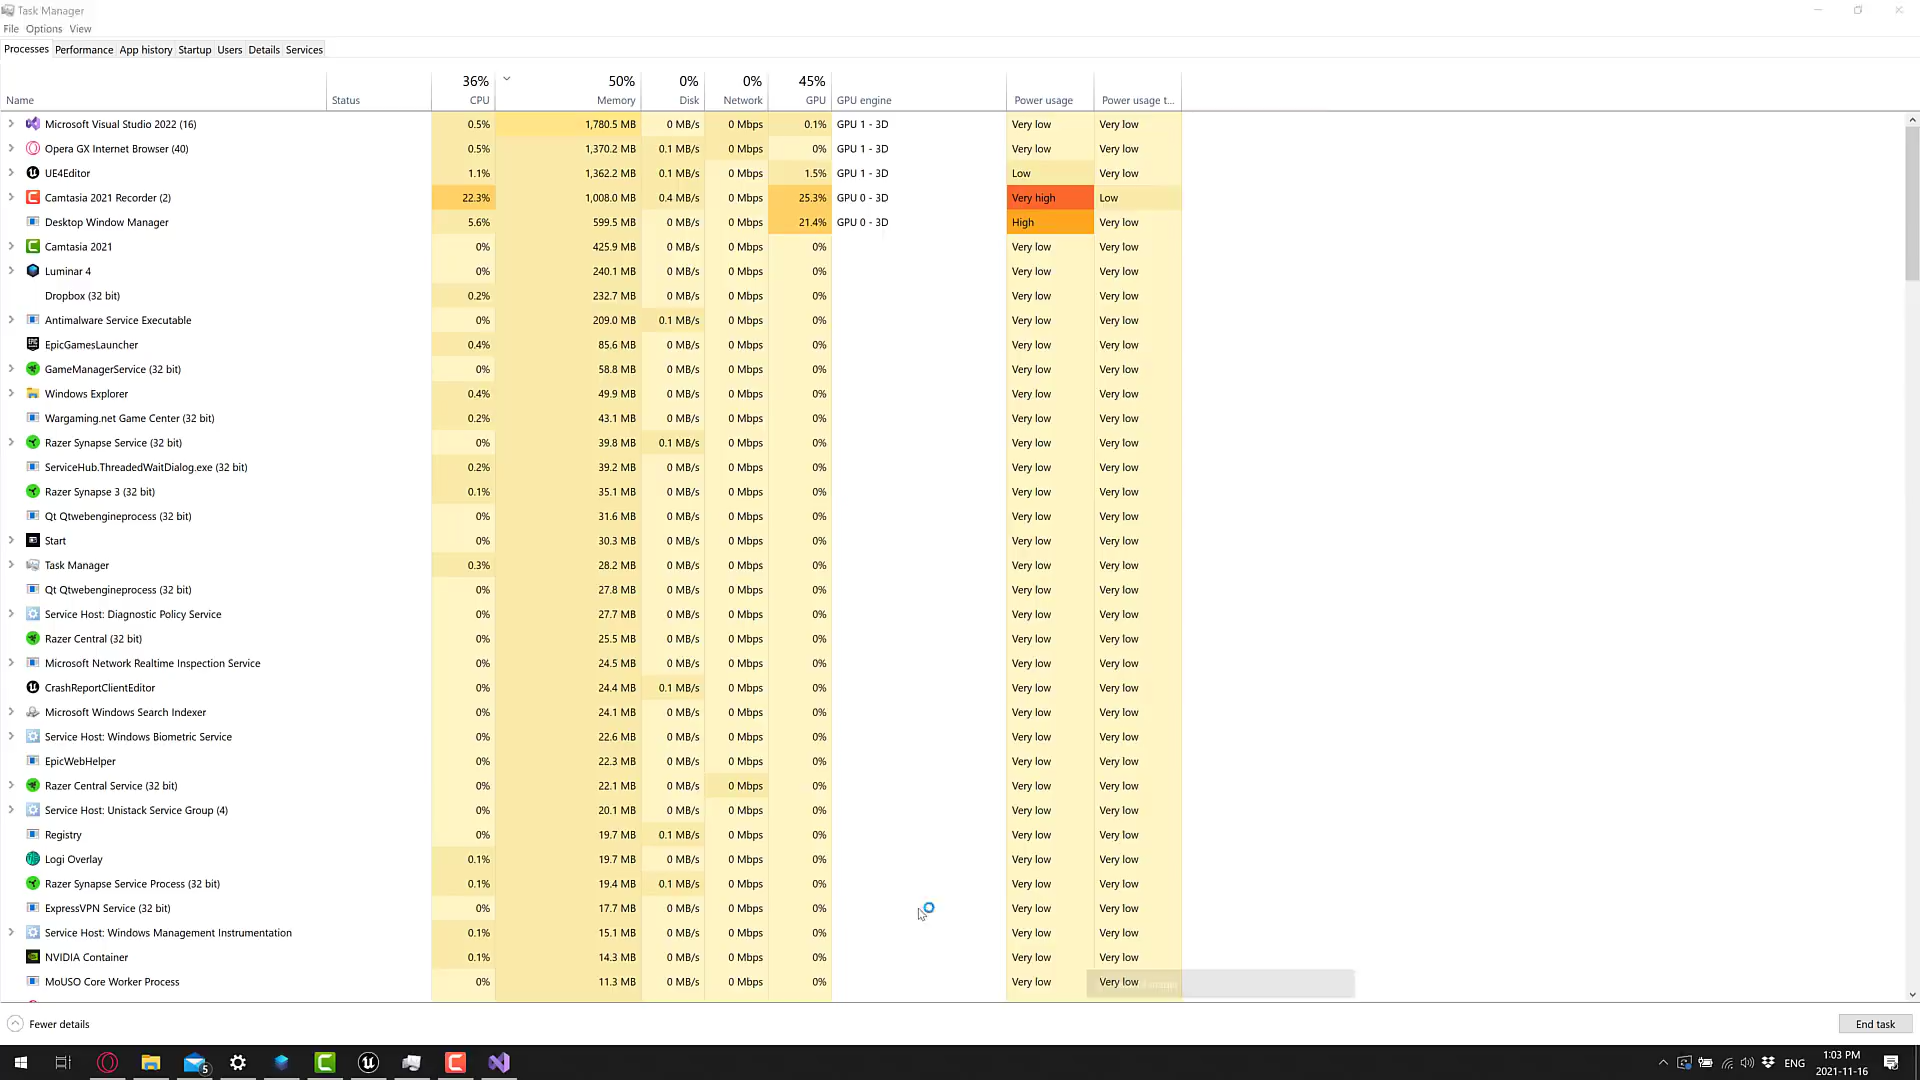 Task Manager
File Options View
Processes Performance App history Startup Users Details Services
36% 50% 0% 0% 45%
Name Status CPU Memory Disk Network GPU GPU engine Power usage Power usage t...
Microsoft Visual Studio 2022 (16) 0.5% 1,780.5 MB 0 MB/s 0 Mbps 0.1% GPU 1 - 3D Very low Very low
Opera GX Internet Browser (40) 0.5% 1,370.2 MB 0.1 MB/s 0 Mbps 0% GPU 1 - 3D Very low Very low
UE4Editor 1.1% 1,362.2 MB 0.1 MB/s 0 Mbps 1.5% GPU 1 - 3D Low Very low
Camtasia 2021 Recorder (2) 22.3% 1,008.0 MB 0.4 MB/s 0 Mbps 25.3% GPU 0 - 3D Very high Low
Desktop Window Manager 5.6% 599.5 MB 0 MB/s 0 Mbps 21.4% GPU 0 - 3D High Very low
Camtasia 2021 0% 425.9 MB 0 MB/s 0 Mbps 0% Very low Very low
Luminar 4 0% 240.1 MB 0 MB/s 0 Mbps 0% Very low Very low
Dropbox (32 bit) 0.2% 232.7 MB 0 MB/s 0 Mbps 0% Very low Very low
Antimalware Service Executable 0% 209.0 MB 0.1 MB/s 0 Mbps 0% Very low Very low
EpicGamesLauncher 0.4% 85.6 MB 0 MB/s 0 Mbps 0% Very low Very low
GameManagerService (32 bit) 0% 58.8 MB 0 MB/s 0 Mbps 0% Very low Very low
Windows Explorer 0.4% 49.9 MB 0 MB/s 0 Mbps 0% Very low Very low
Wargaming.net Game Center (32 bit) 0.2% 43.1 MB 0 MB/s 0 Mbps 0% Very low Very low
Razer Synapse Service (32 bit) 0% 39.8 MB 0.1 MB/s 0 Mbps 0% Very low Very low
ServiceHub.ThreadedWaitDialog.exe (32 bit) 0.2% 39.2 MB 0 MB/s 0 Mbps 0% Very low Very low
Razer Synapse 3 (32 bit) 0.1% 35.1 MB 0 MB/s 0 Mbps 0% Very low Very low
Qt Qtwebengineprocess (32 bit) 0% 31.6 MB 0 MB/s 0 Mbps 0% Very low Very low
Start 0% 30.3 MB 0 MB/s 0 Mbps 0% Very low Very low
Task Manager 0.3% 28.2 MB 0 MB/s 0 Mbps 0% Very low Very low
Qt Qtwebengineprocess (32 bit) 0% 27.8 MB 0 MB/s 0 Mbps 0% Very low Very low
Service Host: Diagnostic Policy Service 0% 27.7 MB 0 MB/s 0 Mbps 0% Very low Very low
Razer Central (32 bit) 0% 25.5 MB 0 MB/s 0 Mbps 0% Very low Very low
Microsoft Network Realtime Inspection Service 0% 24.5 MB 0 MB/s 0 Mbps 0% Very low Very low
CrashReportClientEditor 0% 24.4 MB 0.1 MB/s 0 Mbps 0% Very low Very low
Microsoft Windows Search Indexer 0% 24.1 MB 0 MB/s 0 Mbps 0% Very low Very low
Service Host: Windows Biometric Service 0% 22.6 MB 0 MB/s 0 Mbps 0% Very low Very low
EpicWebHelper 0% 22.3 MB 0 MB/s 0 Mbps 0% Very low Very low
Razer Central Service (32 bit) 0% 22.1 MB 0 MB/s 0 Mbps 0% Very low Very low
Service Host: Unistack Service Group (4) 0% 20.1 MB 0 MB/s 0 Mbps 0% Very low Very low
Registry 0% 19.7 MB 0.1 MB/s 0 Mbps 0% Very low Very low
Logi Overlay 0.1% 19.7 MB 0 MB/s 0 Mbps 0% Very low Very low
Razer Synapse Service Process (32 bit) 0.1% 19.4 MB 0.1 MB/s 0 Mbps 0% Very low Very low
ExpressVPN Service (32 bit) 0% 17.7 MB 0 MB/s 0 Mbps 0% Very low Very low
Service Host: Windows Management Instrumentation 0.1% 15.1 MB 0 MB/s 0 Mbps 0% Very low Very low
NVIDIA Container 0.1% 14.3 MB 0 MB/s 0 Mbps 0% Very low Very low
MoUSO Core Worker Process 0% 11.3 MB 0 MB/s 0 Mbps 0% Very low Very low
Fewer details End task
5 ENG 1:03 PM
2021-11-16